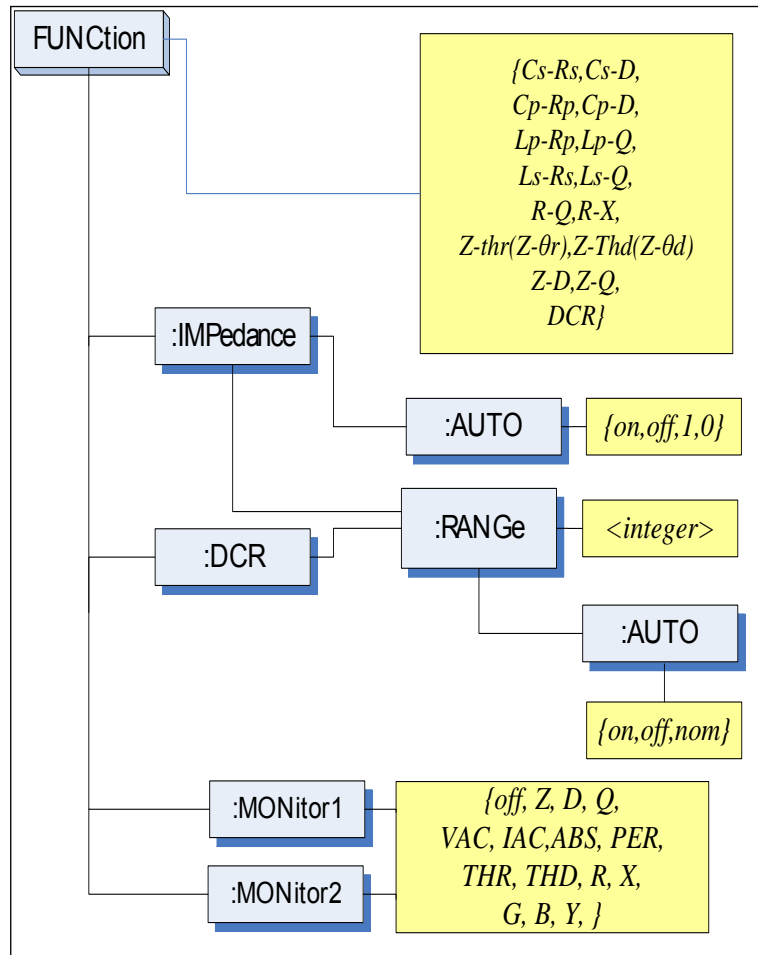 FUNCtion
{Cs-Rs,Cs-D,
Cp-Rp,Cp-D,
Lp-Rp,Lp-Q,
Ls-Rs,Ls-Q,
R-Q,R-X,
Z-thr(Z-θr),Z-Thd(Z-θd)
Z-D,Z-Q,
DCR}
:IMPedance
:AUTO
{on,off,1,0}
:RANGe
<integer>
:DCR
:AUTO
{on,off,nom}
:MONitor1
{off, Z, D, Q,
VAC, IAC,ABS, PER,
THR, THD, R, X,
G, B, Y, }
:MONitor2